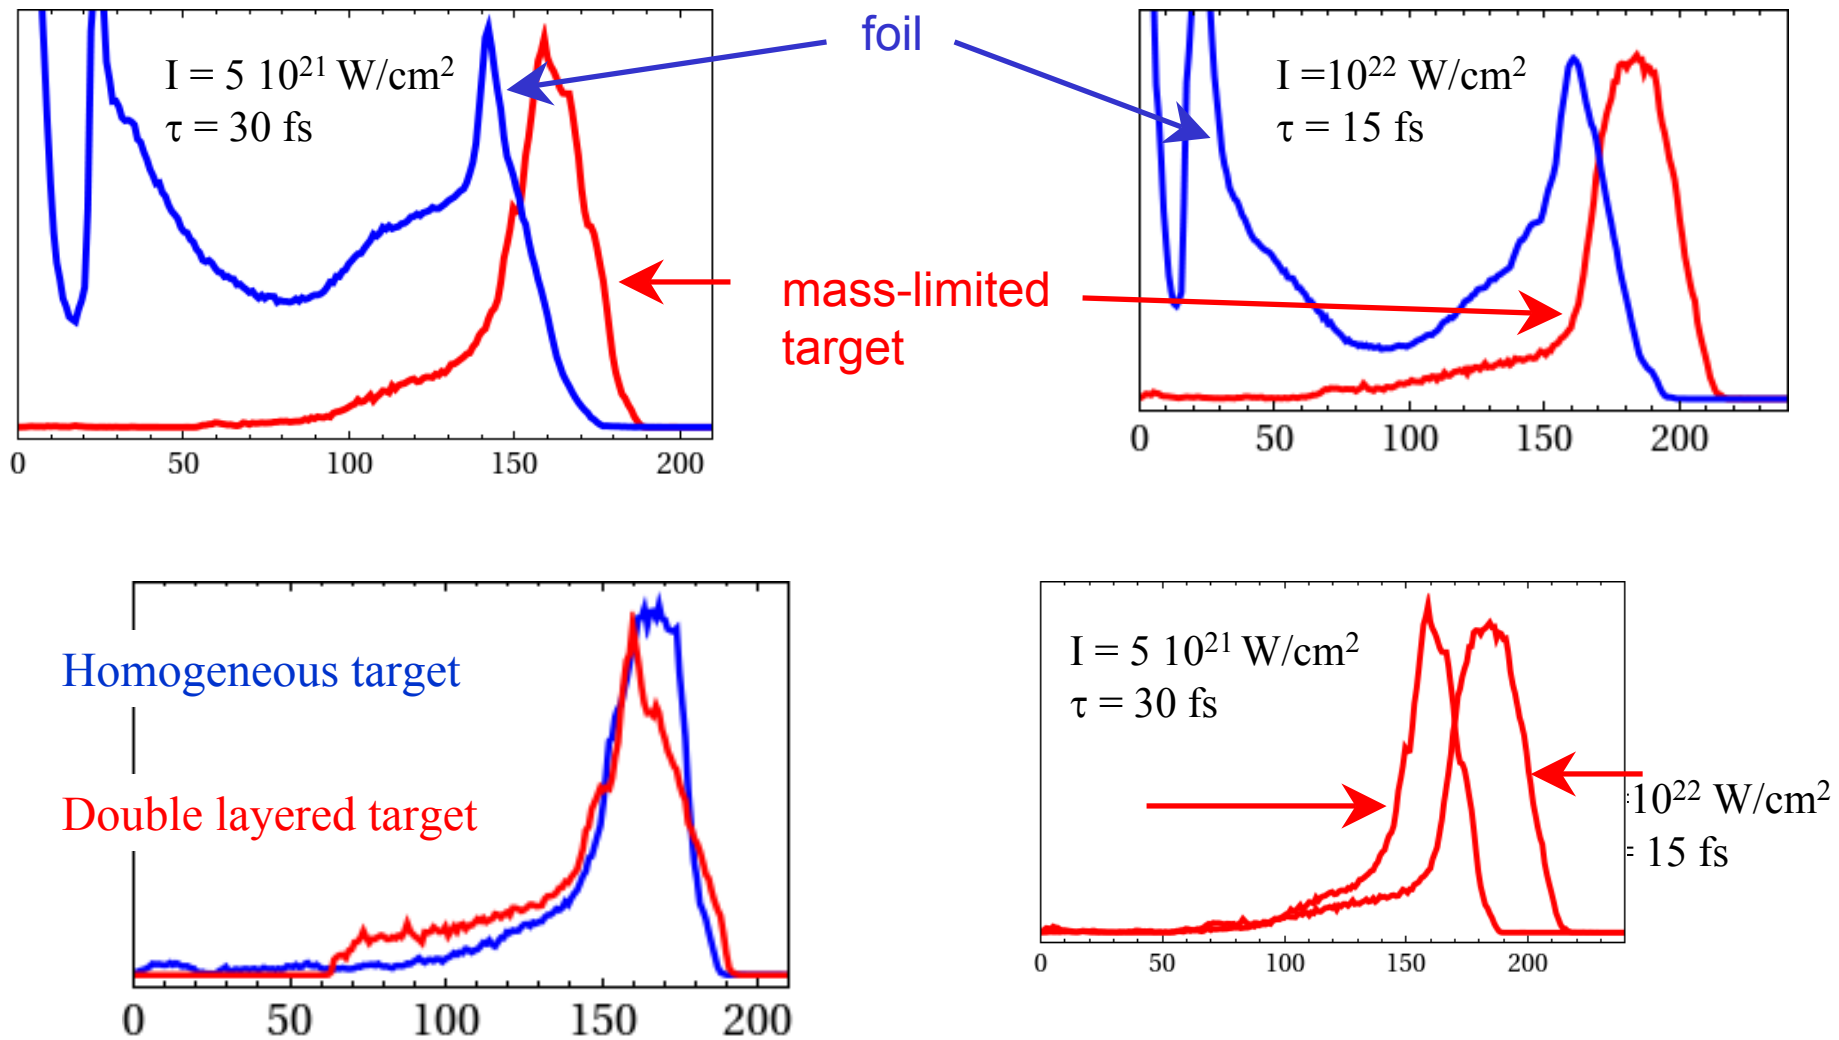 foil
I = 5 10²¹ W/cm²
τ = 30 fs
I =10²² W/cm²
τ = 15 fs
mass-limited
target
0 50 100 150 200
0 50 100 150 200
Homogeneous target
Double layered target
0 50 100 150 200
I = 5 10²¹ W/cm²
τ = 30 fs
10²² W/cm²
= 15 fs
0 50 100 150 200